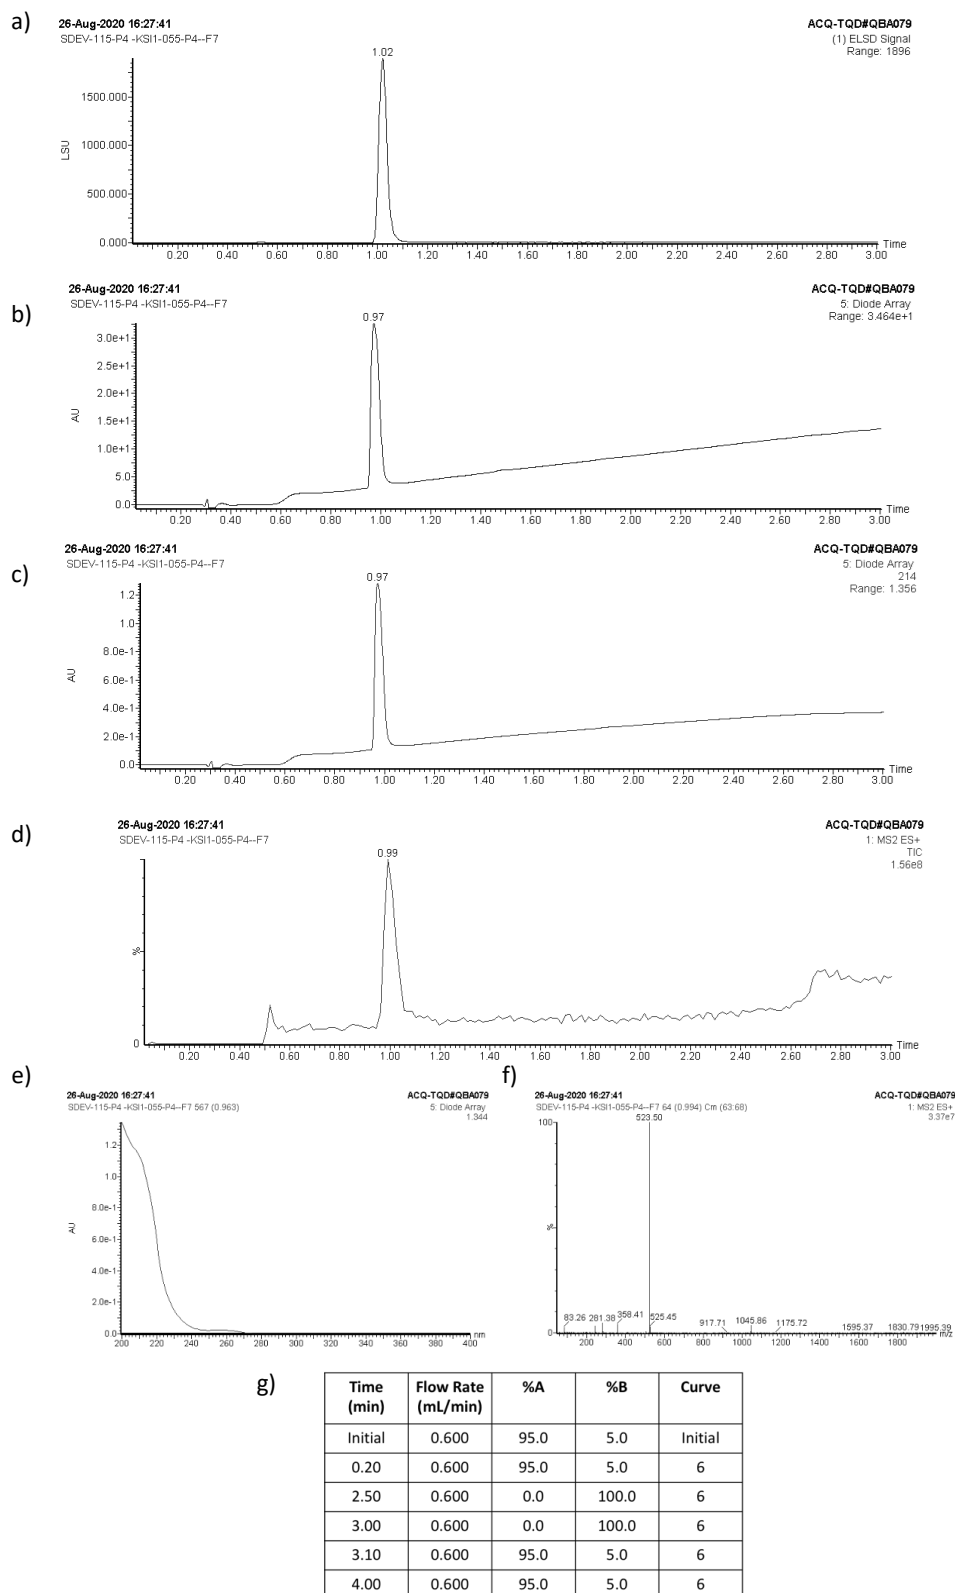 a)
26-Aug-2020 16:27:41 ACQ-TQD#QBA079
SDEV-115-P4 -KSI1-055-P4--F7 (1) ELSD Signal
Range: 1896
1.02
1500.000
1000.000
500.000
0.000
LSU
0.20 0.40 0.60 0.80 1.00 1.20 1.40 1.60 1.80 2.00 2.20 2.40 2.60 2.80 3.00 Time
b)
26-Aug-2020 16:27:41 ACQ-TQD#QBA079
SDEV-115-P4 -KSI1-055-P4--F7 5: Diode Array
Range: 3.464e+1
0.97
3.0e+1
2.5e+1
2.0e+1
1.5e+1
1.0e+1
5.0
0.0
AU
0.20 0.40 0.60 0.80 1.00 1.20 1.40 1.60 1.80 2.00 2.20 2.40 2.60 2.80 3.00 Time
c)
26-Aug-2020 16:27:41 ACQ-TQD#QBA079
SDEV-115-P4 -KSI1-055-P4--F7 5: Diode Array
214
Range: 1.356
0.97
1.2
1.0
8.0e-1
6.0e-1
4.0e-1
2.0e-1
0.0
AU
0.20 0.40 0.60 0.80 1.00 1.20 1.40 1.60 1.80 2.00 2.20 2.40 2.60 2.80 3.00 Time
d)
26-Aug-2020 16:27:41 ACQ-TQD#QBA079
SDEV-115-P4 -KSI1-055-P4--F7 1: MS2 ES+
TIC
1.56e8
0.99
%
0
0.20 0.40 0.60 0.80 1.00 1.20 1.40 1.60 1.80 2.00 2.20 2.40 2.60 2.80 3.00 Time
e)
26-Aug-2020 16:27:41 ACQ-TQD#QBA079
SDEV-115-P4 -KSI1-055-P4--F7 567 (0.963) 5: Diode Array
1.344
1.2
1.0
8.0e-1
6.0e-1
4.0e-1
2.0e-1
0.0
AU
200 220 240 260 280 300 320 340 360 380 400 nm
f)
26-Aug-2020 16:27:41 ACQ-TQD#QBA079
SDEV-115-P4 -KSI1-055-P4--F7 64 (0.994) Cm (63:68) 1: MS2 ES+
3.37e7
100
523.50
%
0
83.26 281.38 358.41 525.45 917.71 1045.86 1175.72 1595.37 1830.79 1995.39
200 400 600 800 1000 1200 1400 1600 1800 m/z
g)
Time (min) Flow Rate (mL/min) %A %B Curve
Initial 0.600 95.0 5.0 Initial
0.20 0.600 95.0 5.0 6
2.50 0.600 0.0 100.0 6
3.00 0.600 0.0 100.0 6
3.10 0.600 95.0 5.0 6
4.00 0.600 95.0 5.0 6